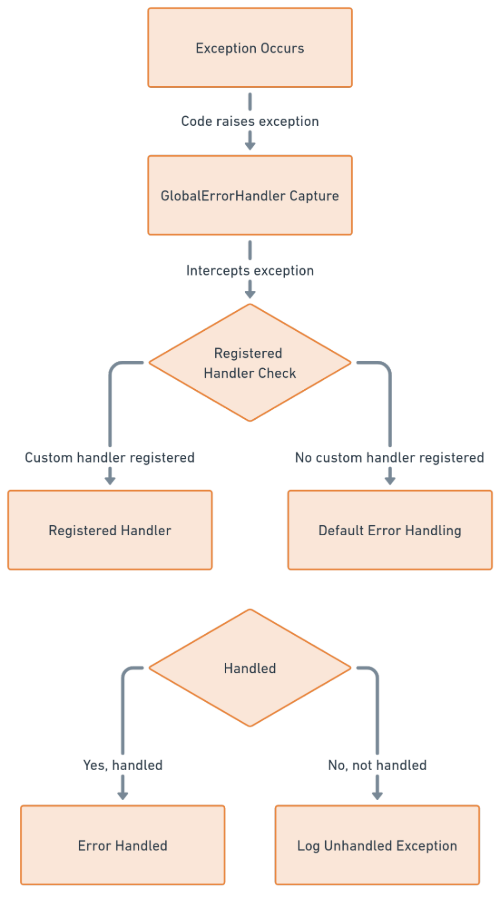 Exception Occurs
Code raises exception
GlobalErrorHandler Capture
Intercepts exception
Registered
Handler Check
Custom handler registered
No custom handler registered
Registered Handler
Default Error Handling
Handled
Yes, handled
No, not handled
Error Handled
Log Unhandled Exception